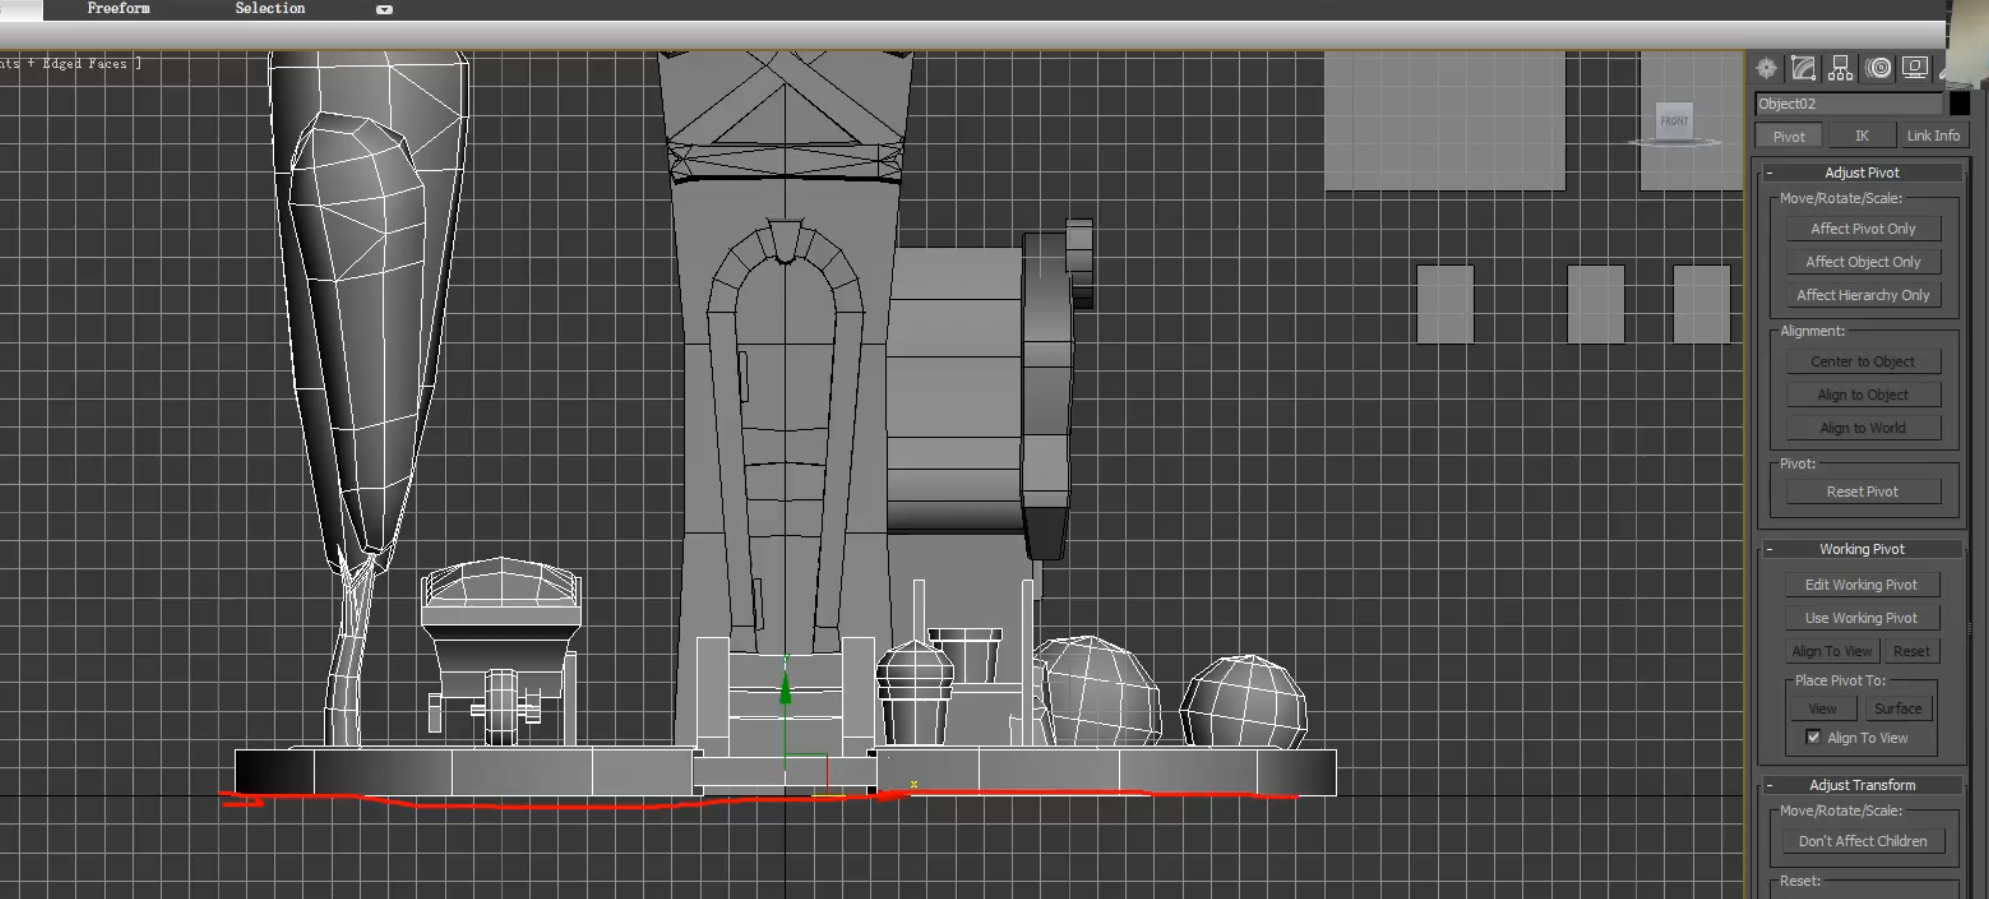 Freeform Selection
nts + Edged Faces ]
Object02
FRONT
Pivot IK Link Info
- Adjust Pivot
Move/Rotate/Scale:
Affect Pivot Only
Affect Object Only
Affect Hierarchy Only
Alignment:
Center to Object
Align to Object
Align to World
Pivot:
Reset Pivot
- Working Pivot
Edit Working Pivot
Use Working Pivot
Align To View Reset
Place Pivot To:
View Surface
Align To View
x
- Adjust Transform
Move/Rotate/Scale:
Don't Affect Children
Reset: